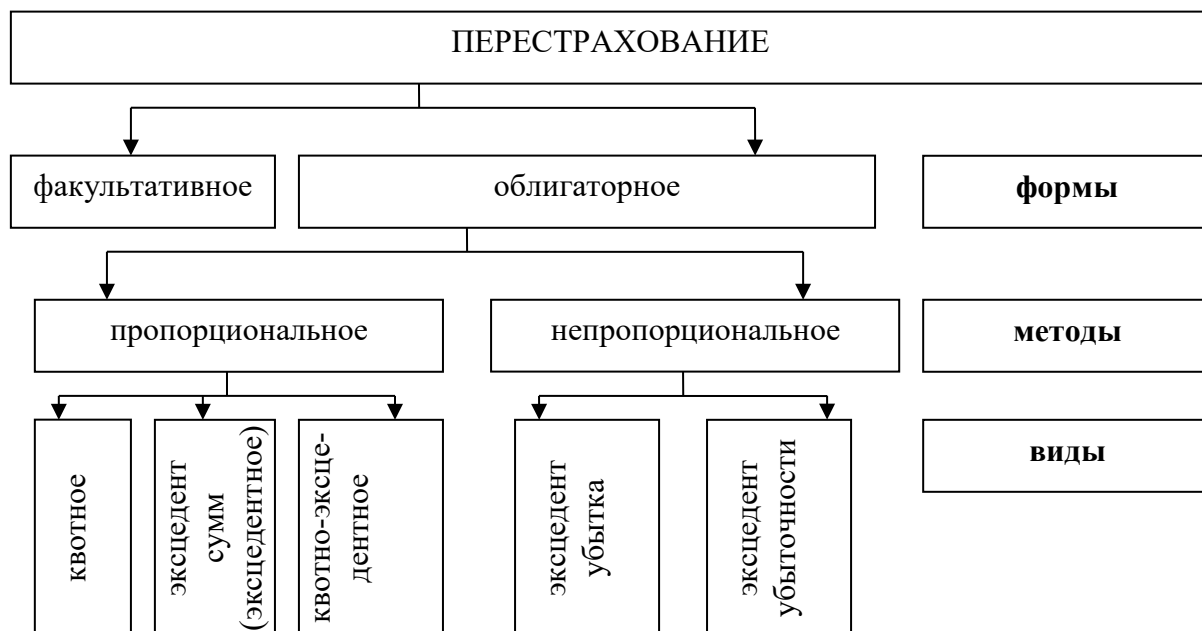 ПЕРЕСТРАХОВАНИЕ
факультативное
облигаторное
формы
пропорциональное
непропорциональное
методы
квотное
эксцедент
сумм
(эксцедентное)
квотно-эксце-
дентное
эксцедент
убытка
эксцедент
убыточности
виды